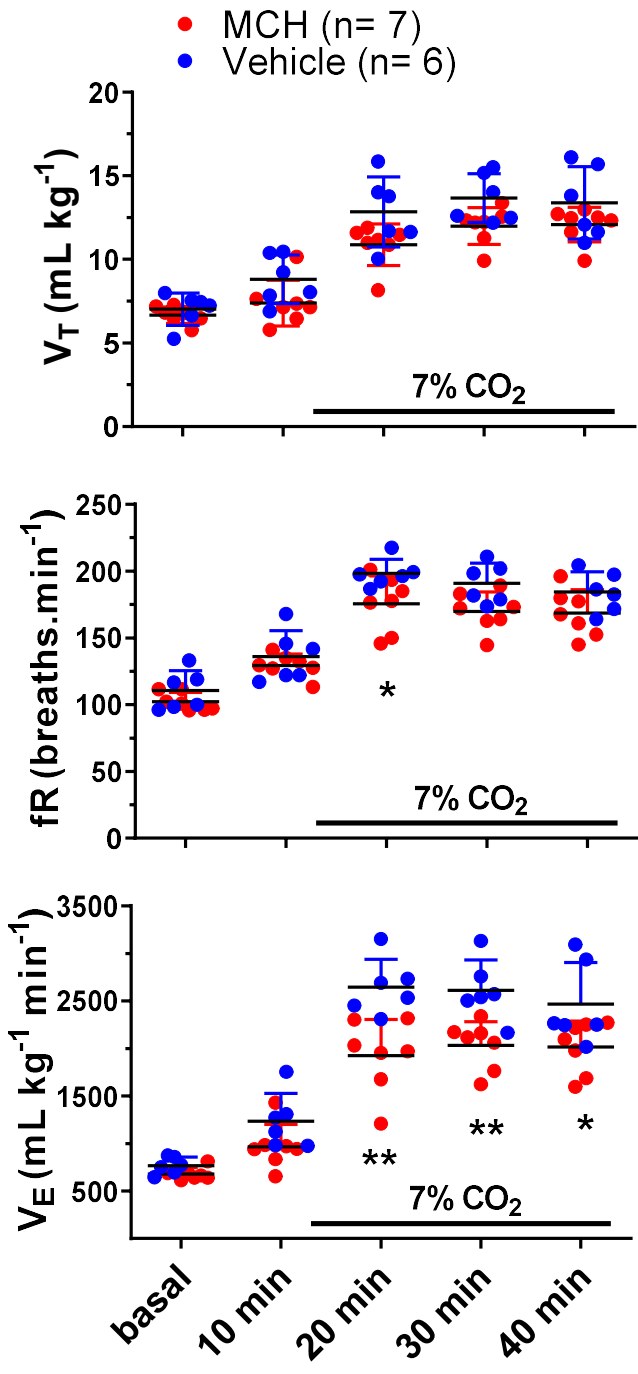 MCH (n= 7)
Vehicle (n= 6)
V_T (mL kg^-1)
20
15
10
5
0
7% CO₂
fR (breaths.min^-1)
250
200
150
100
50
0
*
7% CO₂
V_E (mL kg^-1 min^-1)
3500
2500
1500
500
** ** *
7% CO₂
basal 10 min 20 min 30 min 40 min